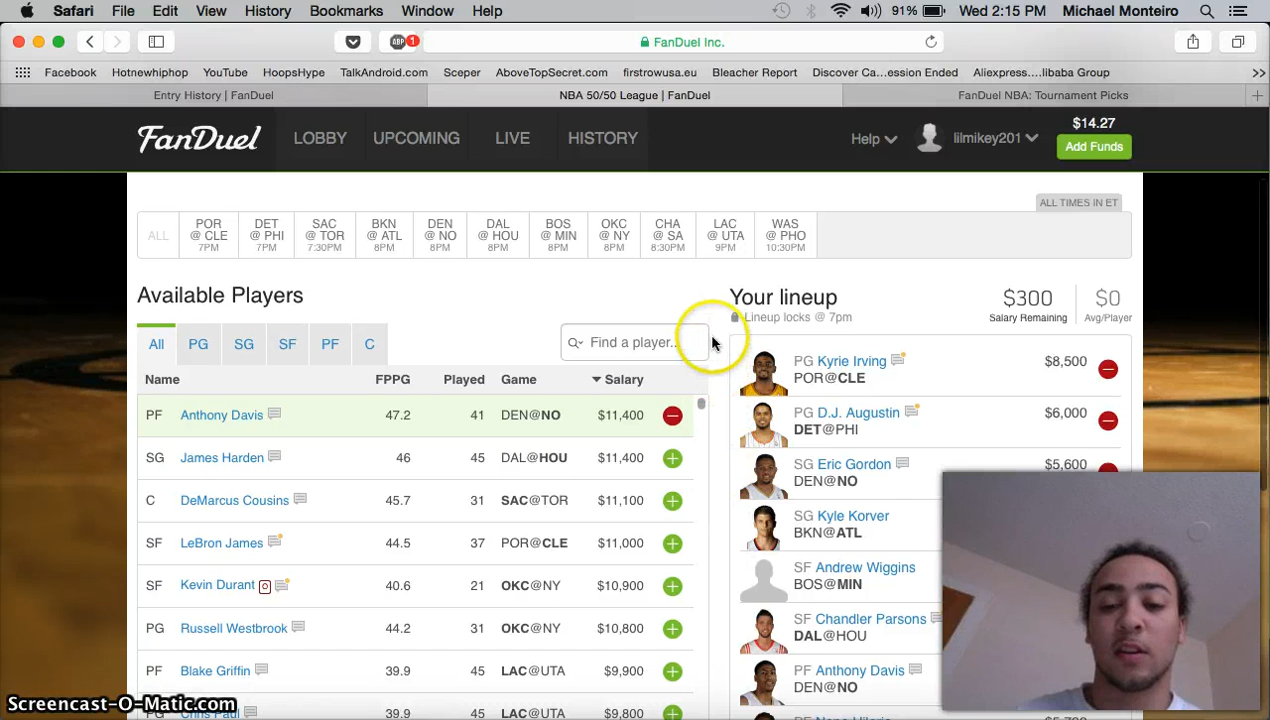 Safari File Edit View History Bookmarks Window Help 91% Wed 2:15 PM Michael Monteiro
ABP 1 FanDuel Inc.
Facebook Hotnewhiphop YouTube HoopsHype TalkAndroid.com Sceper AboveTopSecret.com firstrowusa.eu Bleacher Report Discover Ca...ession Ended Aliexpress....libaba Group >>
Entry History | FanDuel NBA 50/50 League | FanDuel FanDuel NBA: Tournament Picks +
FanDuel LOBBY UPCOMING LIVE HISTORY Help lilmikey201 $14.27
Add Funds
ALL TIMES IN ET
ALL POR DET SAC BKN DEN DAL BOS OKC CHA LAC WAS
@ CLE @ PHI @ TOR @ ATL @ NO @ HOU @ MIN @ NY @ SA @ UTA @ PHO
7PM 7PM 7:30PM 8PM 8PM 8PM 8PM 8PM 8:30PM 9PM 10:30PM
Available Players
All PG SG SF PF C Find a player...
Name FPPG Played Game Salary
PF Anthony Davis 47.2 41 DEN@NO $11,400
SG James Harden 46 45 DAL@HOU $11,400
C DeMarcus Cousins 45.7 31 SAC@TOR $11,100
SF LeBron James 44.5 37 POR@CLE $11,000
SF Kevin Durant O 40.6 21 OKC@NY $10,900
PG Russell Westbrook 44.2 31 OKC@NY $10,800
PF Blake Griffin 39.9 45 LAC@UTA $9,900
PG Chris Paul 39.9 45 LAC@UTA $9,800
Your lineup
Lineup locks @ 7pm
$300
Salary Remaining
$0
Avg/Player
PG Kyrie Irving $8,500
POR@CLE
PG D.J. Augustin $6,000
DET@PHI
SG Eric Gordon $5,600
DEN@NO
SG Kyle Korver
BKN@ATL
SF Andrew Wiggins
BOS@MIN
SF Chandler Parsons
DAL@HOU
PF Anthony Davis
DEN@NO
Screencast-O-Matic.com